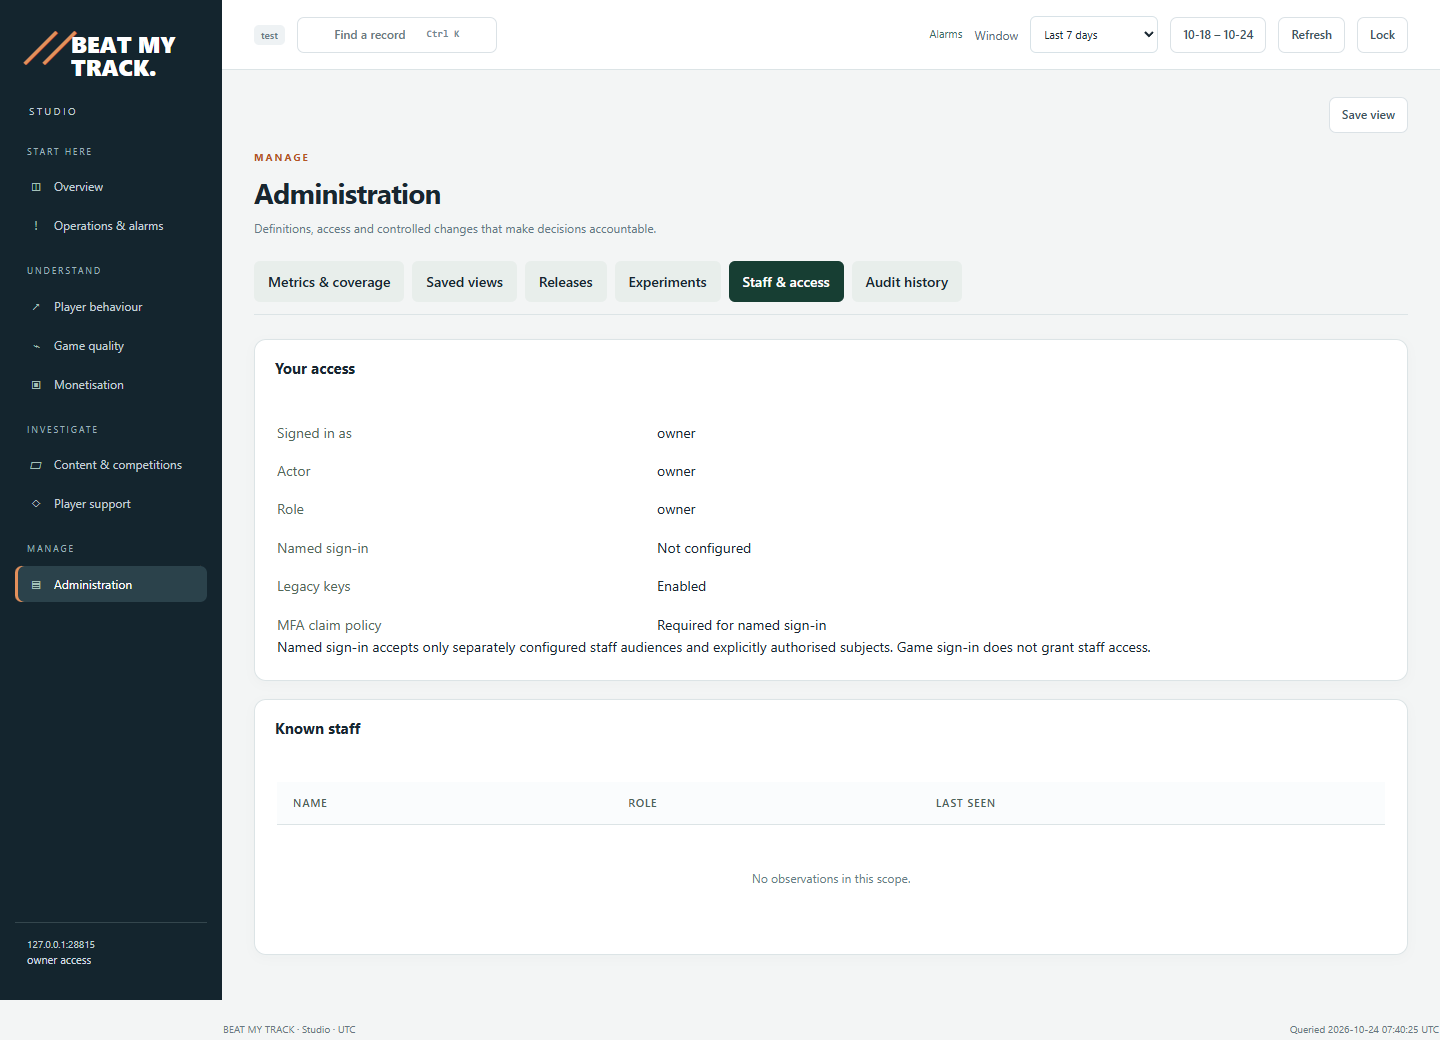 BEAT MY
TRACK.
STUDIO
START HERE
Overview
! Operations & alarms
UNDERSTAND
Player behaviour
Game quality
Monetisation
INVESTIGATE
Content & competitions
Player support
MANAGE
Administration
127.0.0.1:28815
owner access
test
Find a record Ctrl K
Alarms
Window
Last 7 days
10-18 – 10-24
Refresh
Lock
Save view
MANAGE
Administration
Definitions, access and controlled changes that make decisions accountable.
Metrics & coverage
Saved views
Releases
Experiments
Staff & access
Audit history
Your access
Signed in as owner
Actor owner
Role owner
Named sign-in Not configured
Legacy keys Enabled
MFA claim policy Required for named sign-in
Named sign-in accepts only separately configured staff audiences and explicitly authorised subjects. Game sign-in does not grant staff access.
Known staff
NAME ROLE LAST SEEN
No observations in this scope.
BEAT MY TRACK · Studio · UTC
Queried 2026-10-24 07:40:25 UTC